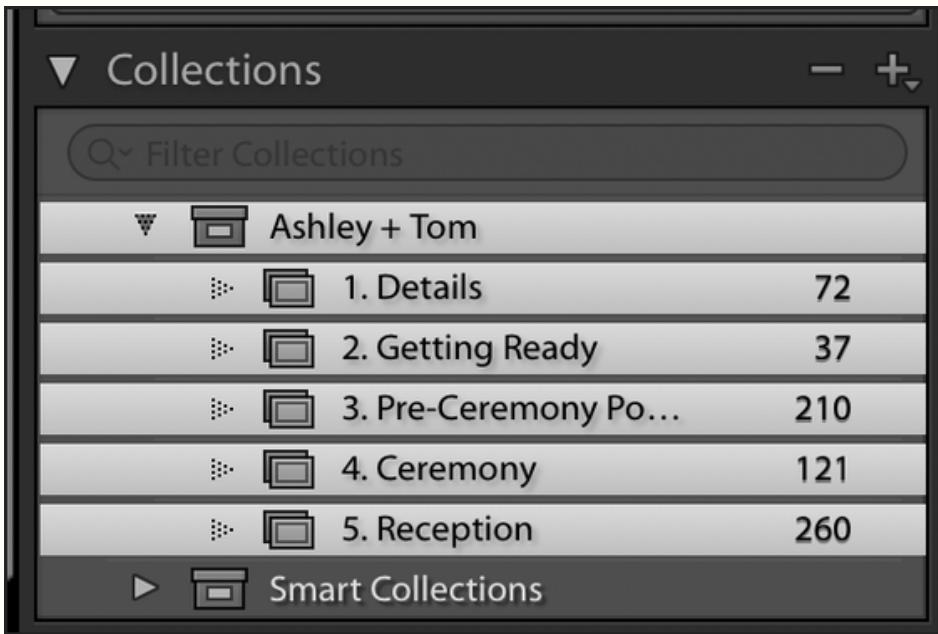 Collections
Filter Collections
Ashley + Tom
1. Details 72
2. Getting Ready 37
3. Pre-Ceremony Po... 210
4. Ceremony 121
5. Reception 260
Smart Collections